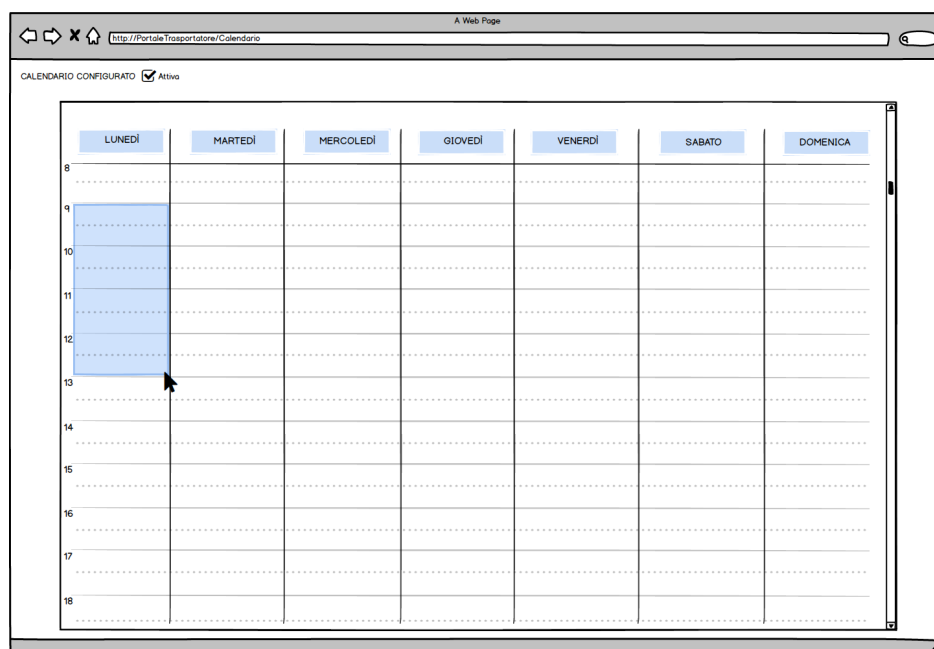 A Web Page
http://PortaleTrasportatore/Calendario
CALENDARIO CONFIGURATO Attivo
LUNEDÌ MARTEDÌ MERCOLEDÌ GIOVEDÌ VENERDÌ SABATO DOMENICA
8
9
10
11
12
13
14
15
16
17
18